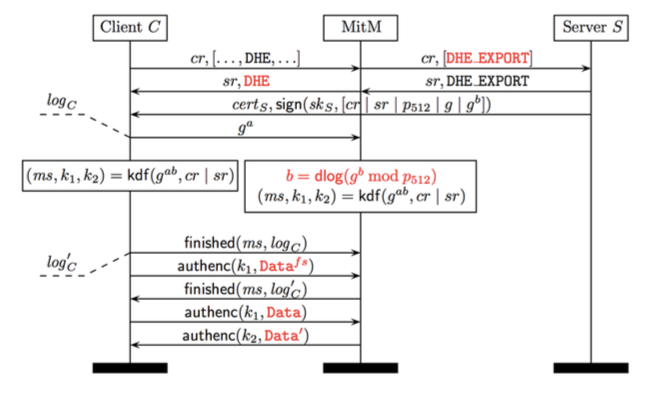 Client C MitM Server S
cr, [..., DHE, ...] cr, [DHE_EXPORT]
sr, DHE sr, DHE_EXPORT
log_C cert_S, sign(sk_S, [cr | sr | p_512 | g | g^b])
g^a
(ms, k_1, k_2) = kdf(g^ab, cr | sr) b = dlog(g^b mod p_512)
(ms, k_1, k_2) = kdf(g^ab, cr | sr)
finished(ms, log_C)
log'_C authenc(k_1, Data^fs)
finished(ms, log'_C)
authenc(k_1, Data)
authenc(k_2, Data')